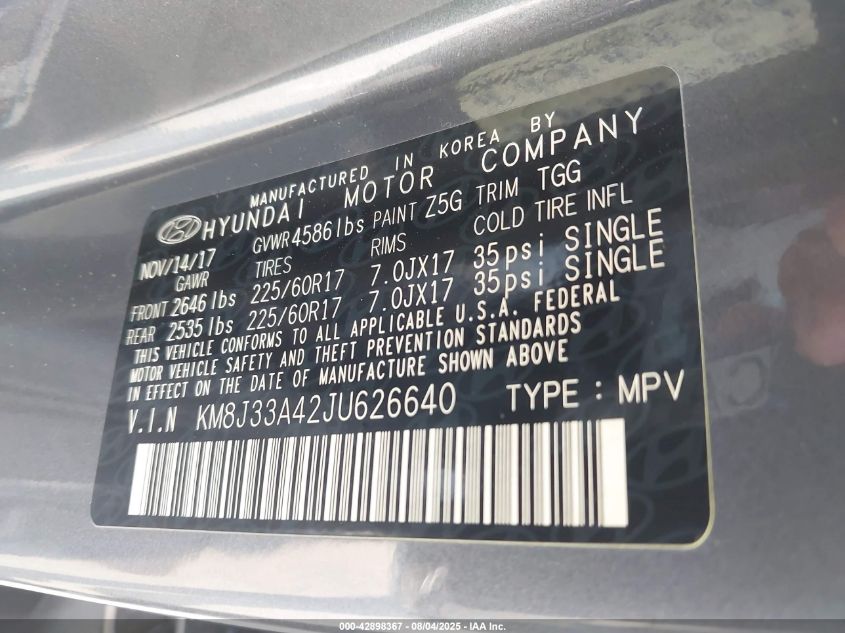 MANUFACTURED IN KOREA BY
HYUNDAI MOTOR COMPANY
NOV/14/17 GVWR 4586 lbs PAINT Z5G TRIM TGG
GAWR TIRES RIMS COLD TIRE INFL
FRONT 2646 lbs 225/60R17 7.0JX17 35psi SINGLE
REAR 2535 lbs 225/60R17 7.0JX17 35psi SINGLE
THIS VEHICLE CONFORMS TO ALL APPLICABLE U.S.A. FEDERAL
MOTOR VEHICLE SAFETY AND THEFT PREVENTION STANDARDS
IN EFFECT ON THE DATE OF MANUFACTURE SHOWN ABOVE
V.I.N KM8J33A42JU626640 TYPE : MPV
000-42898367 - 08/04/2025 - IAA Inc.